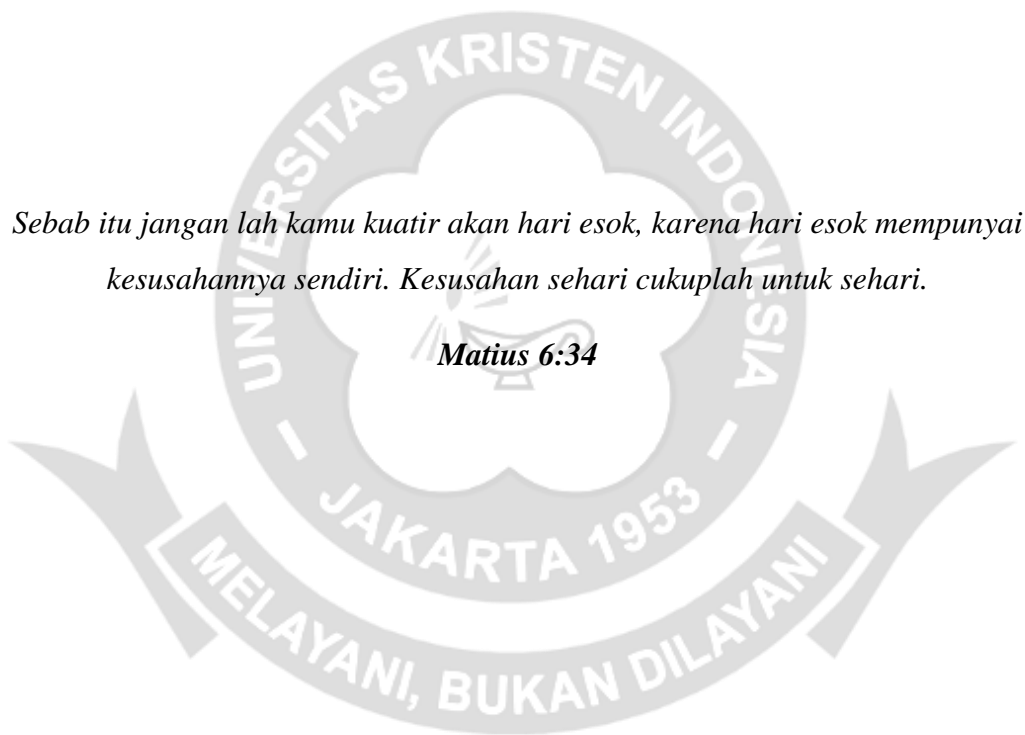 UNIVERSITAS KRISTEN INDONESIA
Sebab itu jangan lah kamu kuatir akan hari esok, karena hari esok mempunyai
kesusahannya sendiri. Kesusahan sehari cukuplah untuk sehari.
Matius 6:34
JAKARTA 1953
MELAYANI, BUKAN DILAYANI